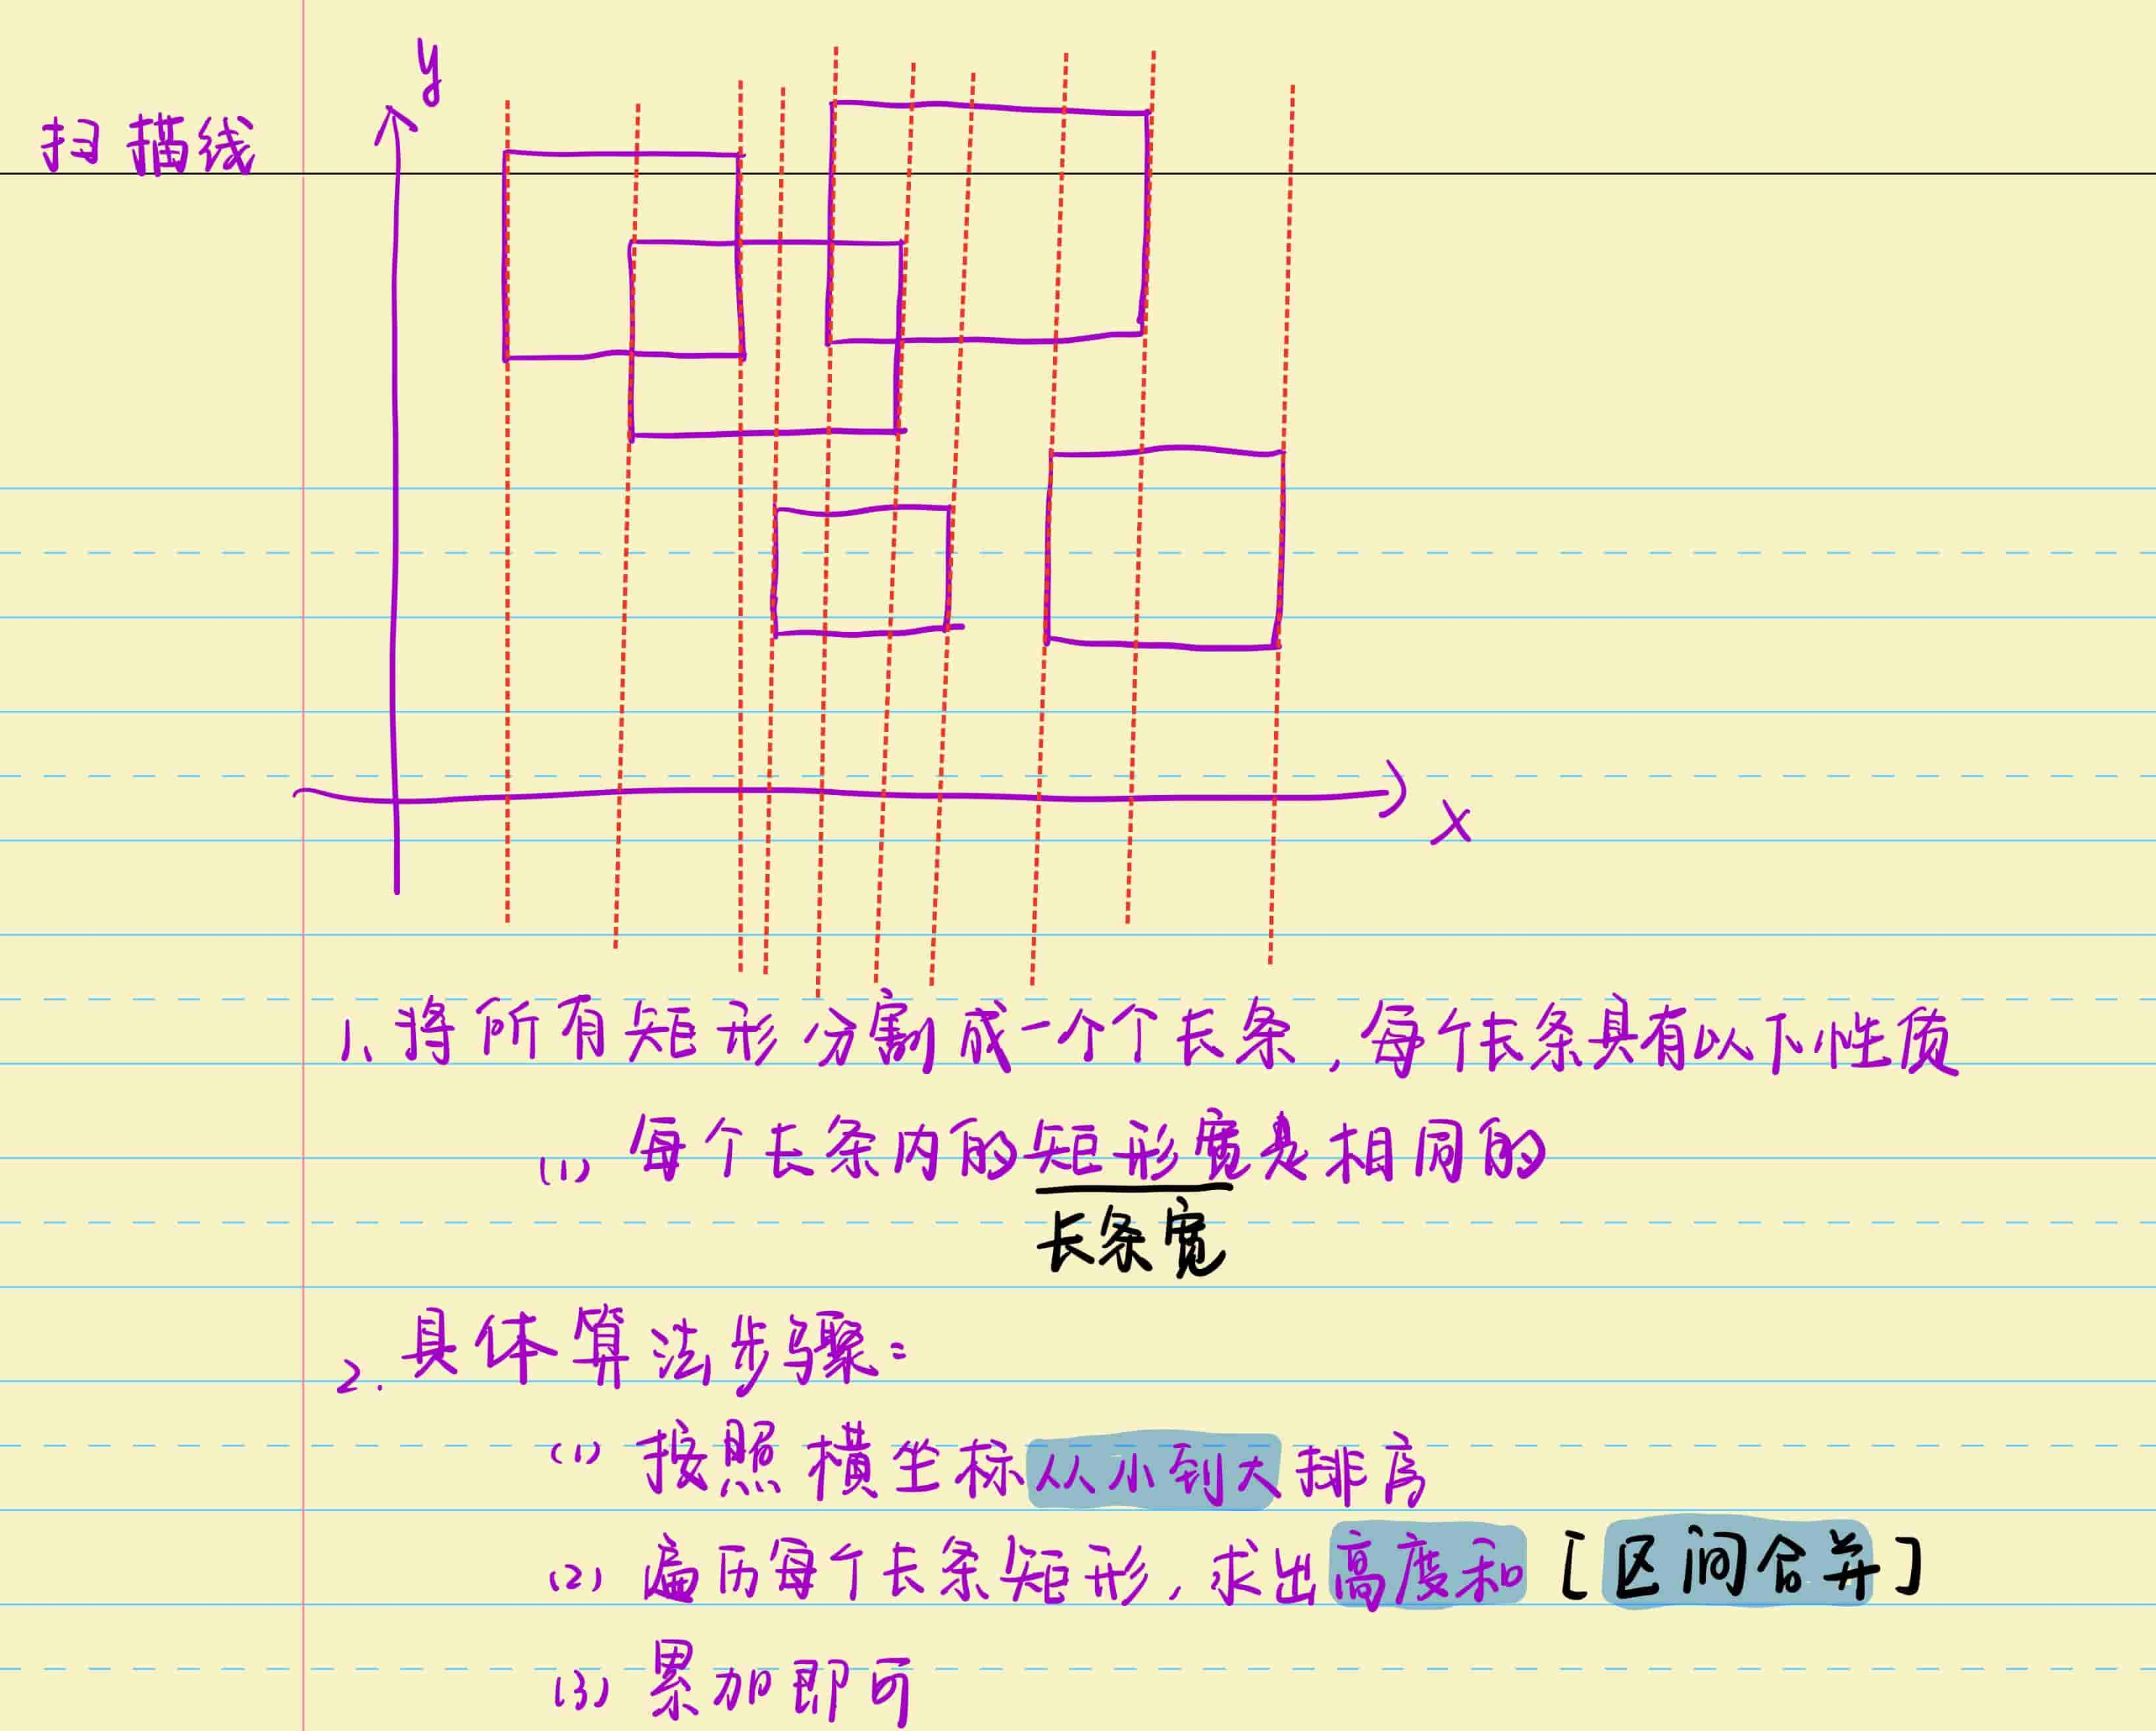 扫描线
y
x
1、将所有矩形分割成一个个长条,每个长条具有以下性质
(1) 每个长条内的矩形宽是相同的
长条宽
2. 具体算法步骤:
(1) 按照横坐标从小到大排序
(2) 遍历每个长条矩形,求出高度和 [区间合并]
(3) 累加即可